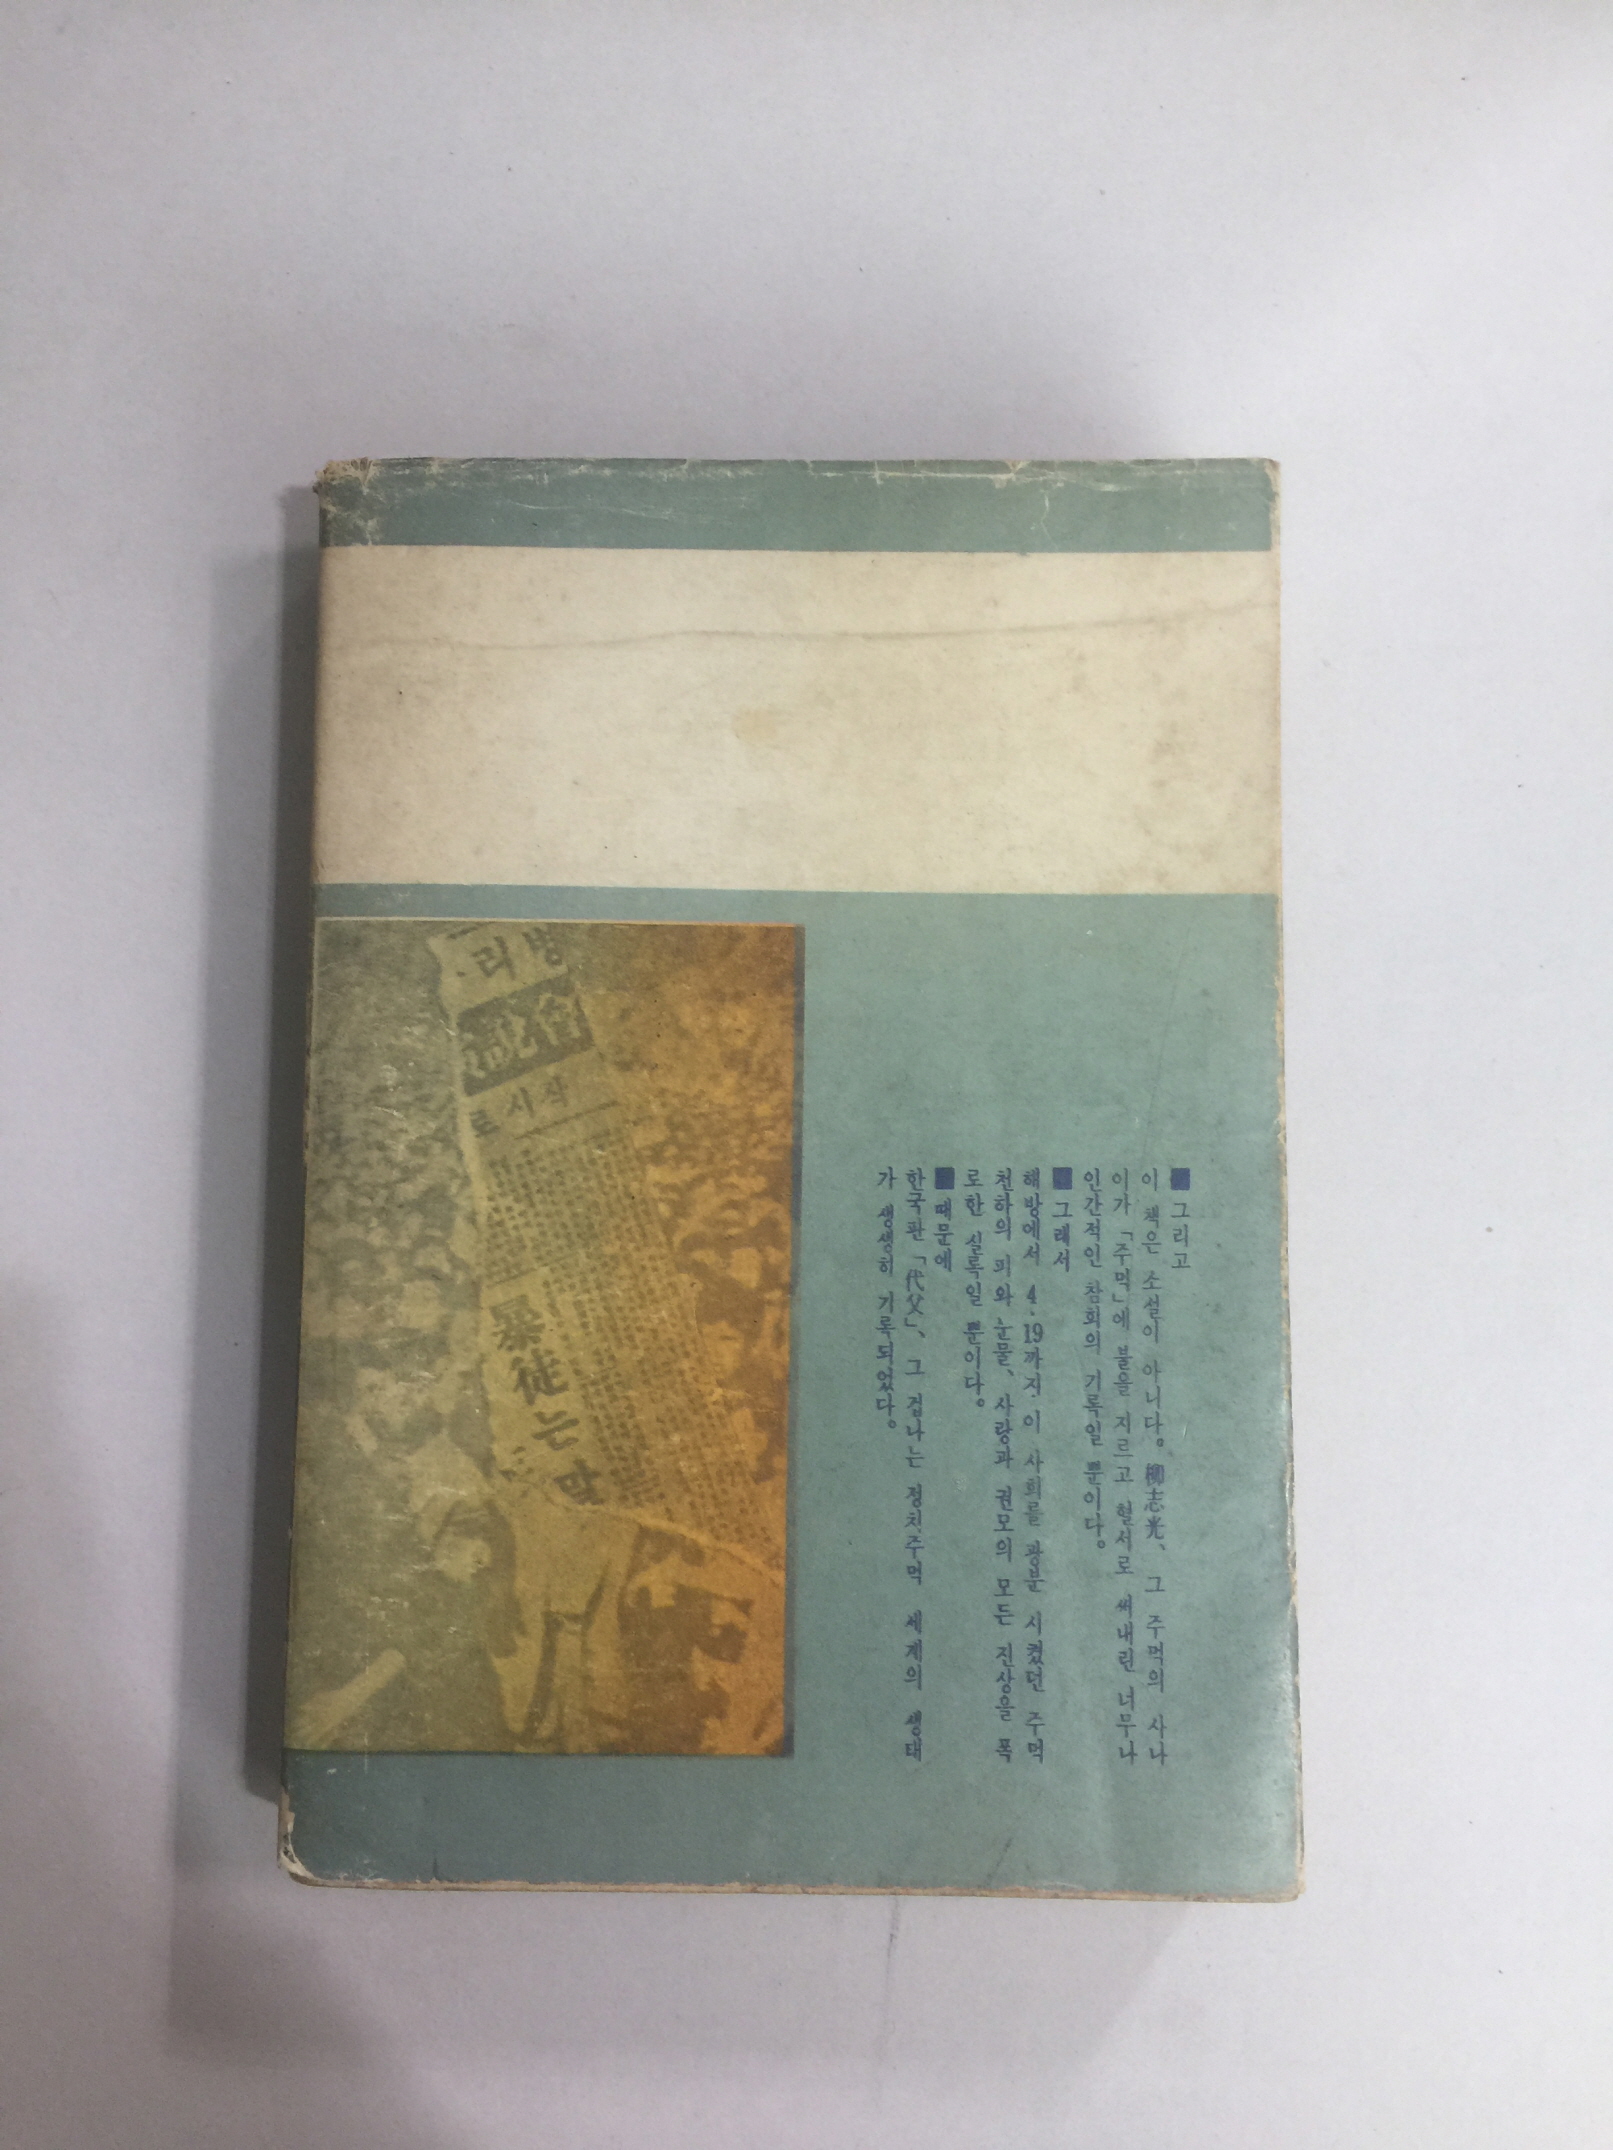 ■ 그리고
이 책은 소설이 아니다。柳志光、그 주먹의 사나
이가 「주먹」에 불을 지르고 혈서로 써내린 너무나
인간적인 참회의 기록일 뿐이다。
■ 그래서
해방에서 4·19까지 이 사회를 광분 시켰던 주먹
천하의 피와 눈물、사랑과 권모의 모든 진상을 폭
로한 실록일 뿐이다。
■ 때문에
한국판 「代父」、그 겁나는 정치주먹 세계의 생태
가 생생히 기록되었다。
로 시작
暴徒는 말